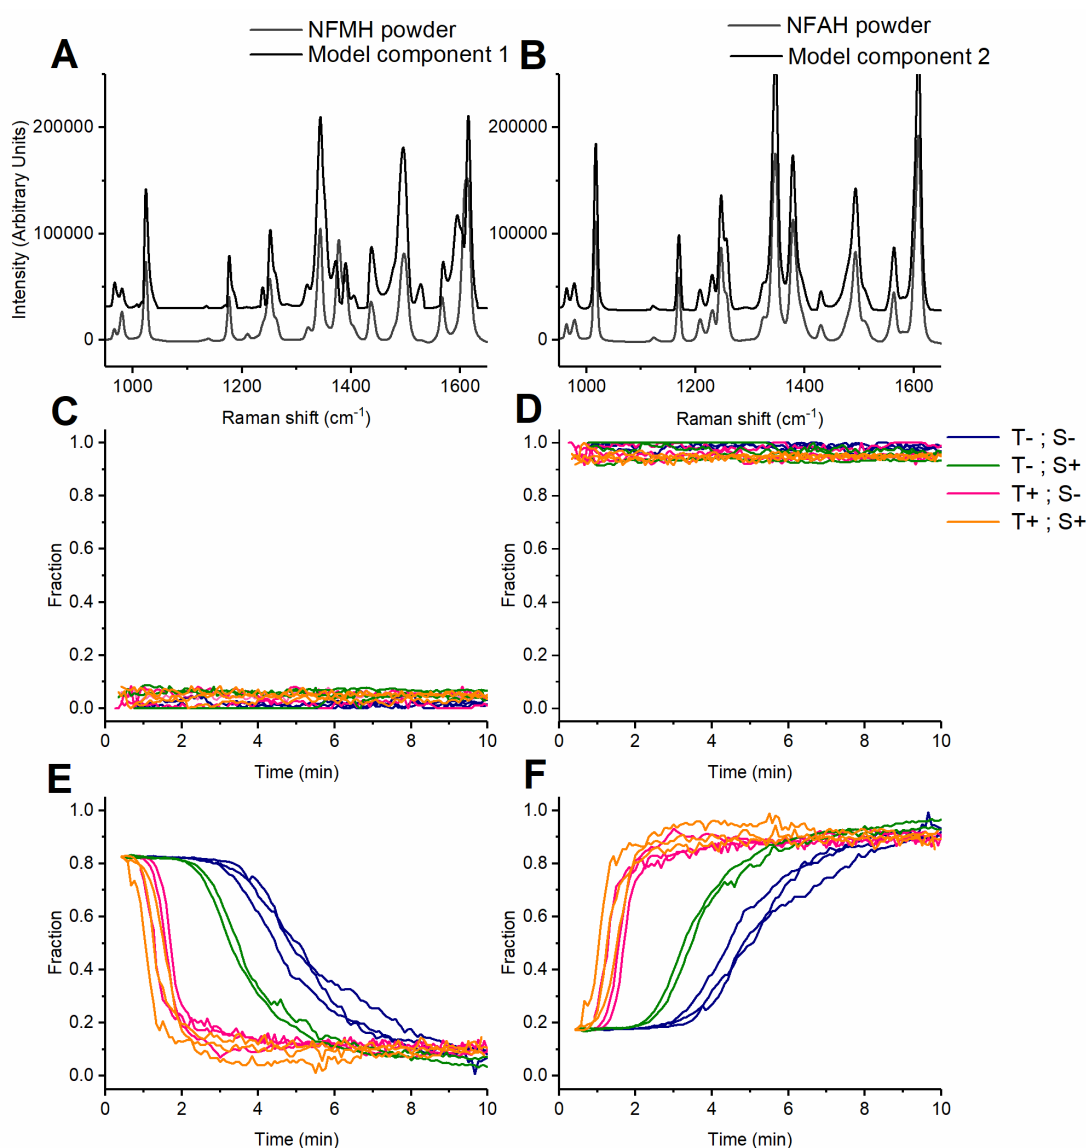 A
NFMH powder
Model component 1
B
NFAH powder
Model component 2
Intensity (Arbitrary Units)
200000
100000
0
200000
100000
0
1000 1200 1400 1600
1000 1200 1400 1600
Raman shift (cm-1)
Raman shift (cm-1)
C
D
Fraction
1.0
0.8
0.6
0.4
0.2
0.0
0 2 4 6 8 10
Time (min)
Fraction
1.0
0.8
0.6
0.4
0.2
0.0
0 2 4 6 8 10
Time (min)
T- ; S-
T- ; S+
T+ ; S-
T+ ; S+
E
F
Fraction
1.0
0.8
0.6
0.4
0.2
0.0
0 2 4 6 8 10
Time (min)
Fraction
1.0
0.8
0.6
0.4
0.2
0.0
0 2 4 6 8 10
Time (min)